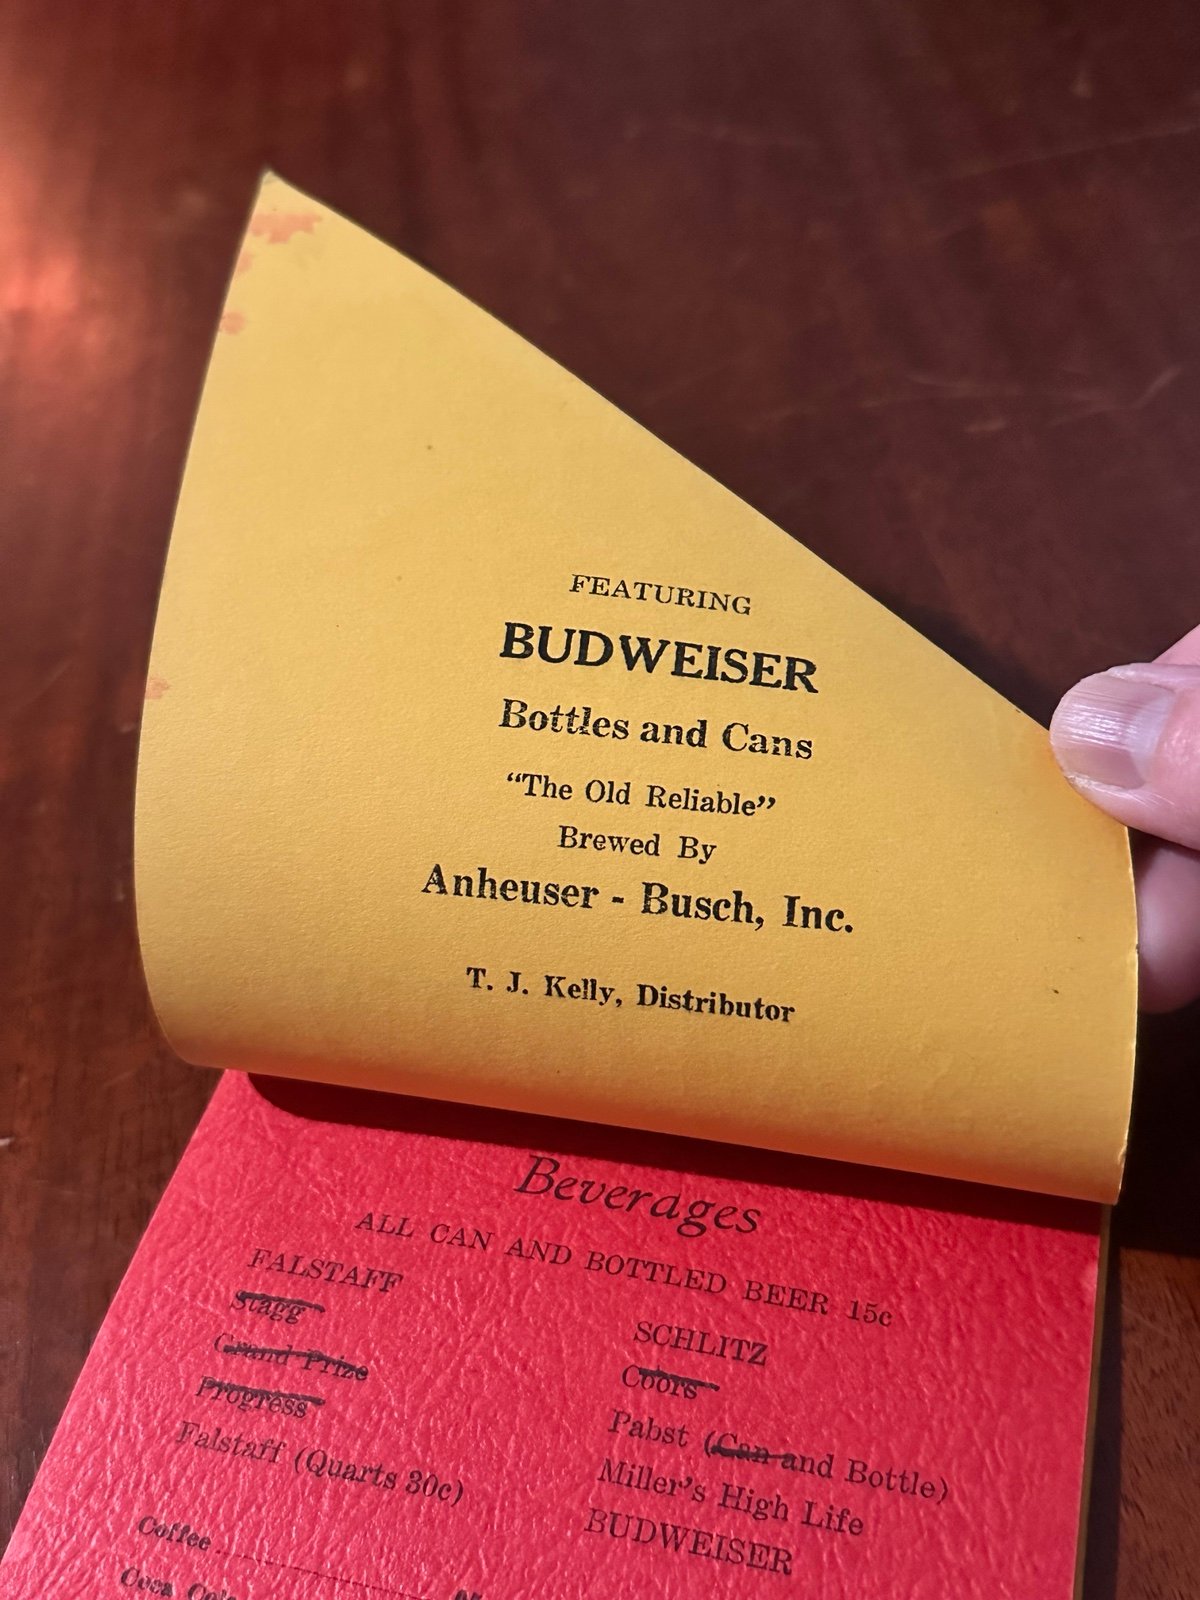 FEATURING
BUDWEISER
Bottles and Cans
“The Old Reliable”
Brewed By
Anheuser - Busch, Inc.
T. J. Kelly, Distributor
Beverages
ALL CAN AND BOTTLED BEER 15c
FALSTAFF
Stagg
Grand Prize
Progress
Falstaff (Quarts 30c)
SCHLITZ
Coors
Pabst (Can and Bottle)
Miller's High Life
BUDWEISER
Coffee
Coca